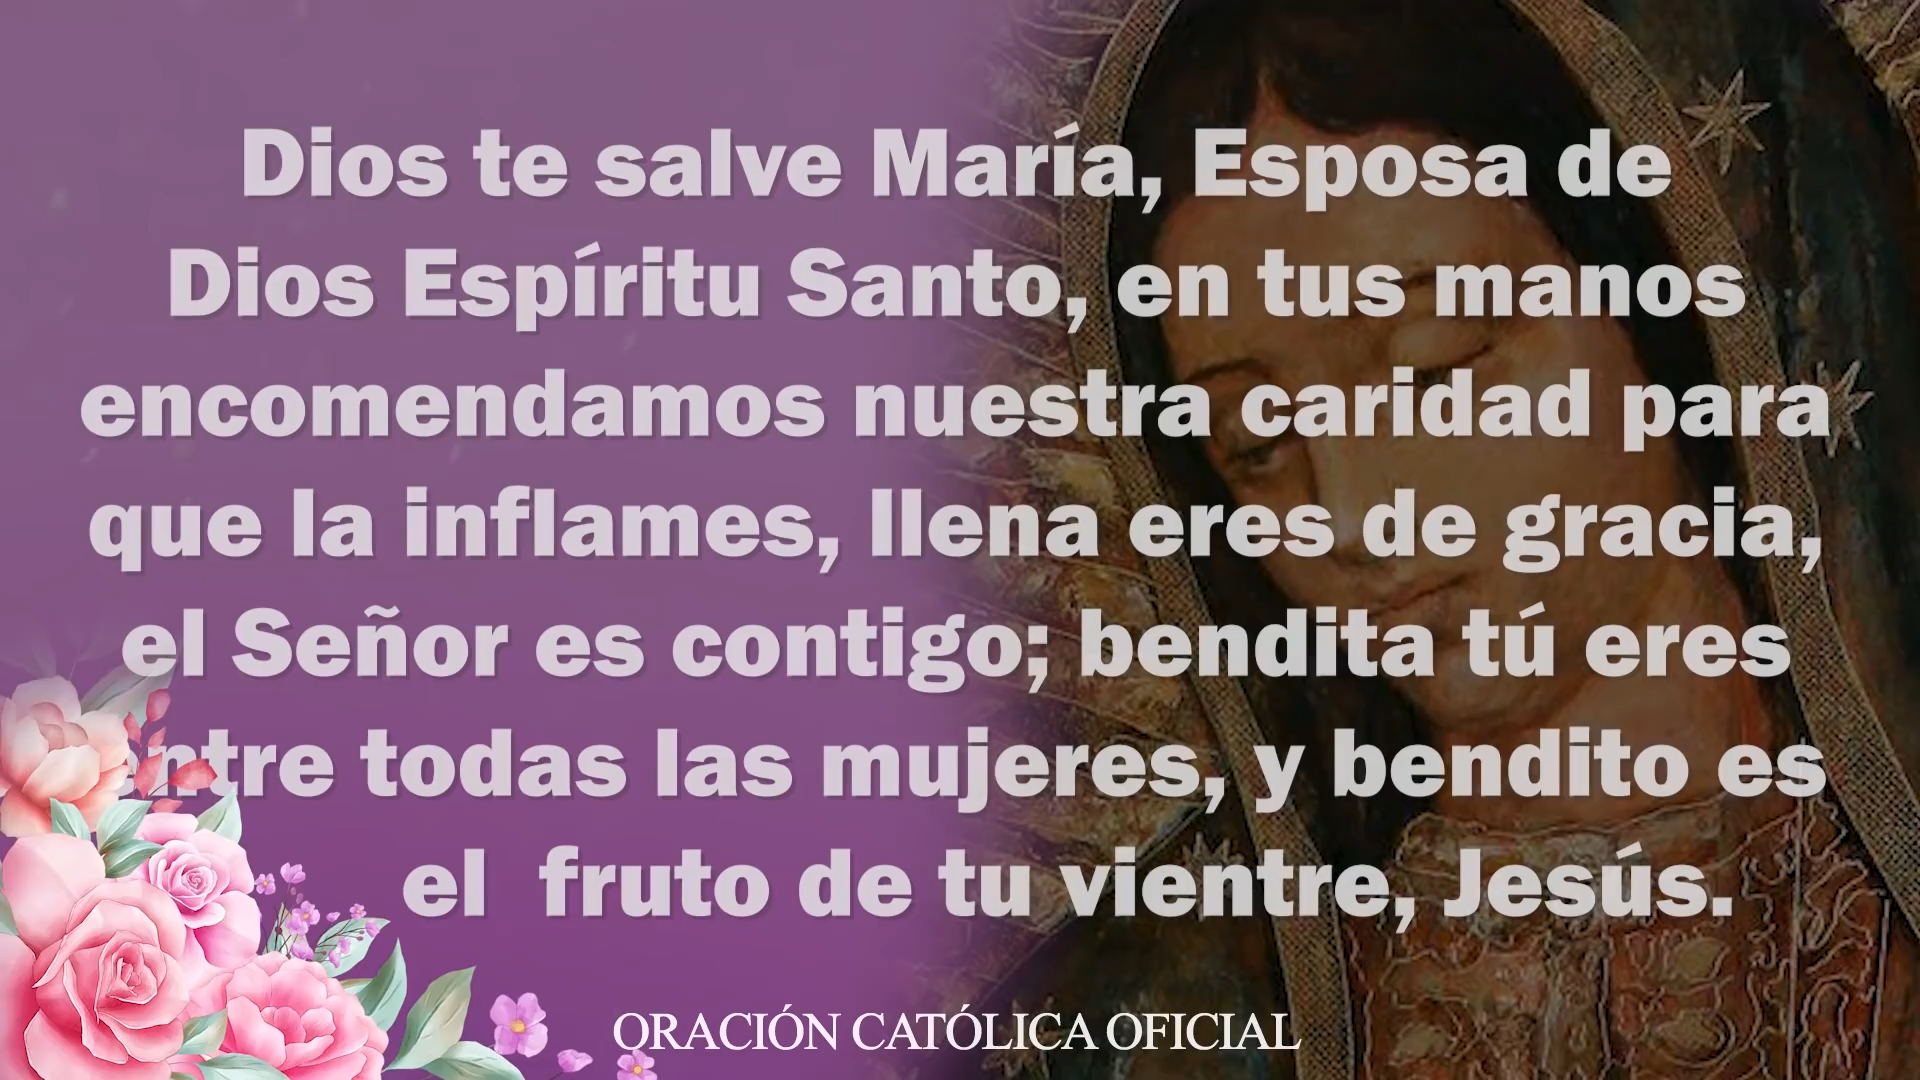 Dios te salve María, Esposa de
Dios Espíritu Santo, en tus manos
encomendamos nuestra caridad para
que la inflames, llena eres de gracia,
el Señor es contigo; bendita tú eres
entre todas las mujeres, y bendito es
el fruto de tu vientre, Jesús.
ORACIÓN CATÓLICA OFICIAL